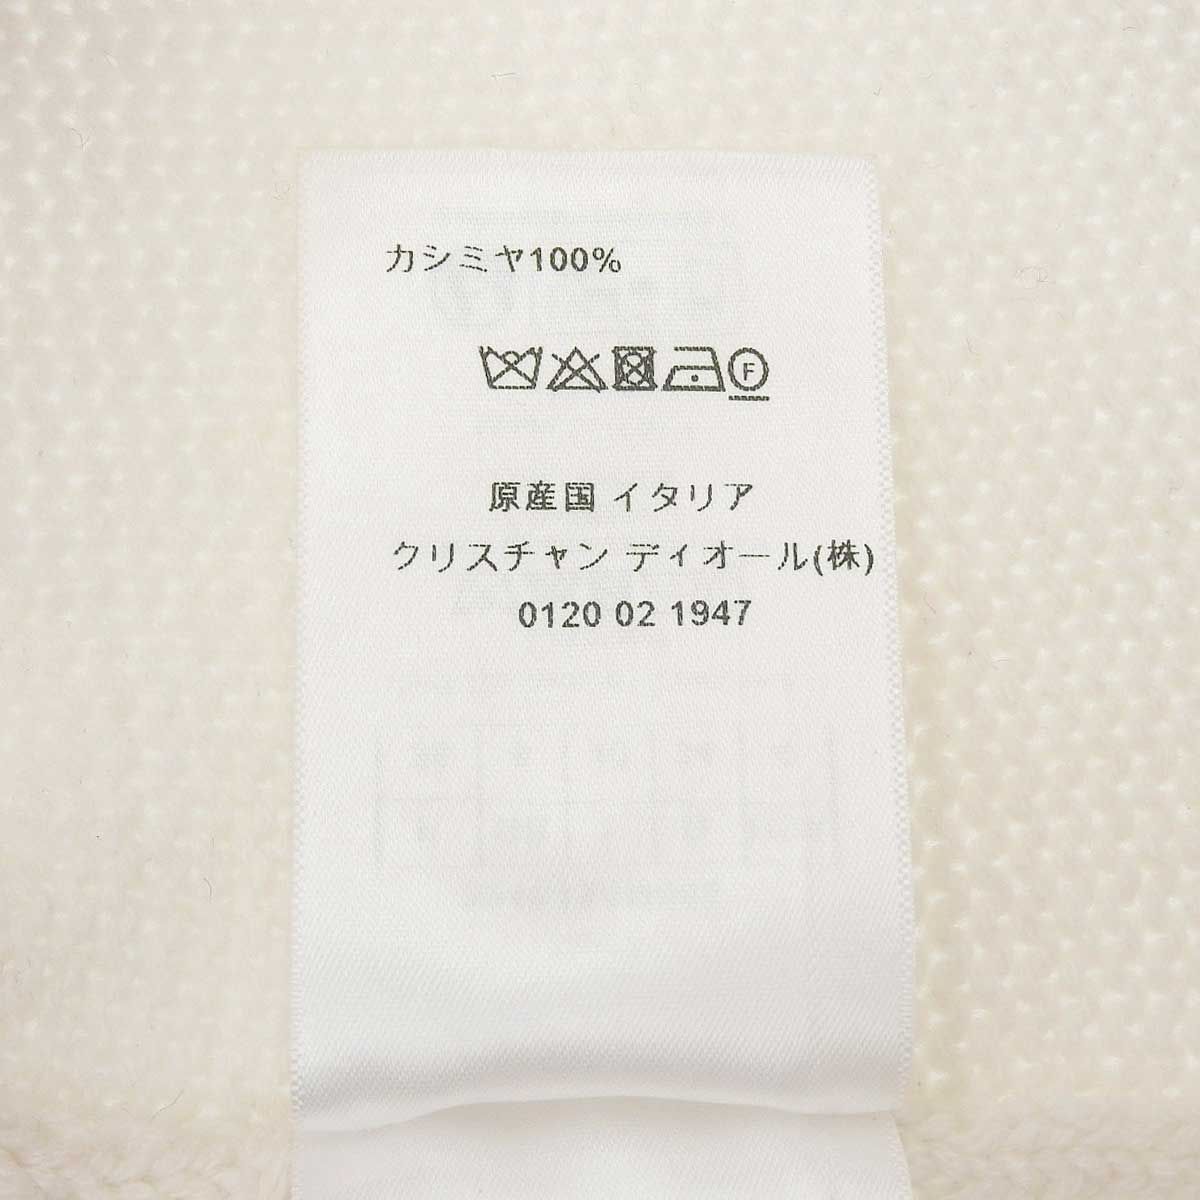 カシミヤ100%
F
原産国 イタリア
クリスチャン ディオール(株)
0120 02 1947